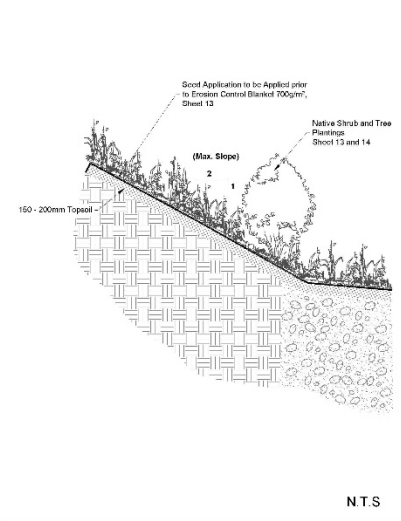 Seed Application to be Applied prior
to Erosion Control Blanket 700g/m²,
Sheet 13
Native Shrub and Tree
Plantings
Sheet 13 and 14
(Max. Slope)
2
1
150 - 200mm Topsoil
N.T.S